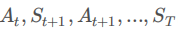 A_t, S_{t+1}, A_{t+1}, ..., S_T